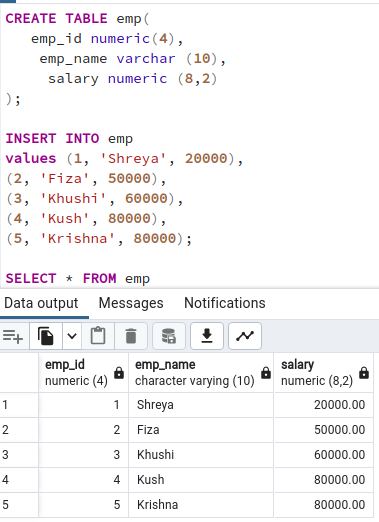 CREATE TABLE emp(
emp_id numeric(4),
emp_name varchar (10),
salary numeric (8,2)
);
INSERT INTO emp
values (1, 'Shreya', 20000),
(2, 'Fiza', 50000),
(3, 'Khushi', 60000),
(4, 'Kush', 80000),
(5, 'Krishna', 80000);
SELECT * FROM emp
Data output Messages Notifications
emp_id emp_name salary
numeric (4) character varying (10) numeric (8,2)
1 1 Shreya 20000.00
2 2 Fiza 50000.00
3 3 Khushi 60000.00
4 4 Kush 80000.00
5 5 Krishna 80000.00